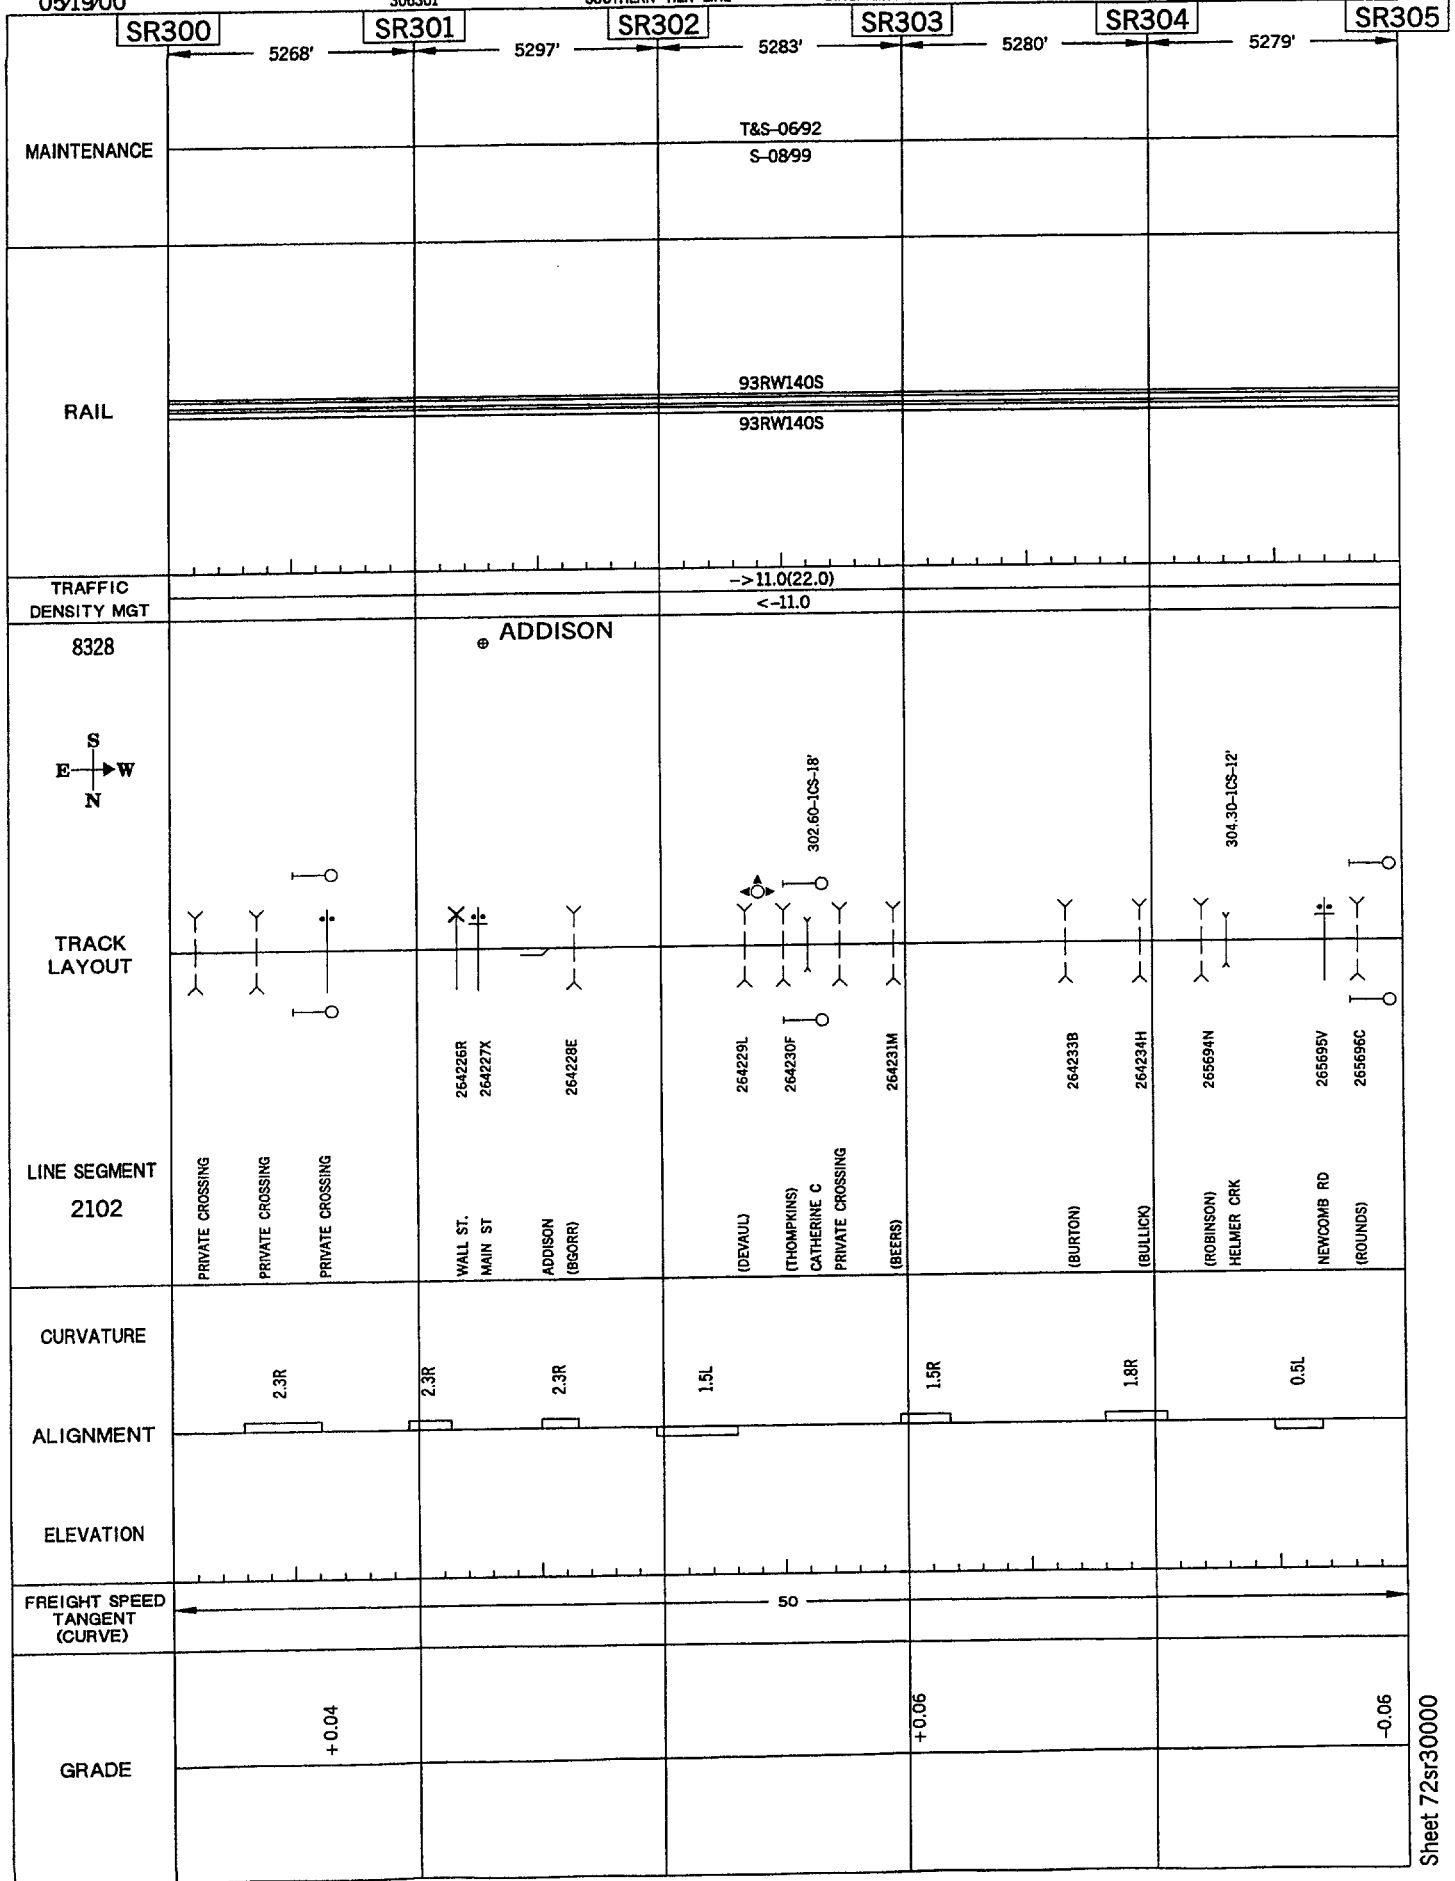 05/19/00
SR300 SR301 SR302 SR303 SR304 SR305
5268' 5297' 5283' 5280' 5279'
MAINTENANCE
T&S-06/92
S-08/99
RAIL
93RW140S
93RW140S
TRAFFIC
DENSITY MGT
->11.0(22.0)
<-11.0
8328
ADDISON
S
E W
N
302.60-1CS-18'
304.30-1CS-12'
TRACK
LAYOUT
264226R
264227X
264228E
264229L
264230F
264231M
264233B
264234H
265694N
265695V
265696C
LINE SEGMENT
2102
PRIVATE CROSSING
PRIVATE CROSSING
PRIVATE CROSSING
WALL ST.
MAIN ST
ADDISON
(BGORR)
(DEVAUL)
(THOMPKINS)
CATHERINE C
PRIVATE CROSSING
(BEERS)
(BURTON)
(BULLICK)
(ROBINSON)
HELMER CRK
NEWCOMB RD
(ROUNDS)
CURVATURE
2.3R
2.3R
2.3R
1.5L
1.5R
1.8R
0.5L
ALIGNMENT
ELEVATION
FREIGHT SPEED
TANGENT
(CURVE)
50
GRADE
+0.04
+0.06
-0.06
Sheet 72sr30000